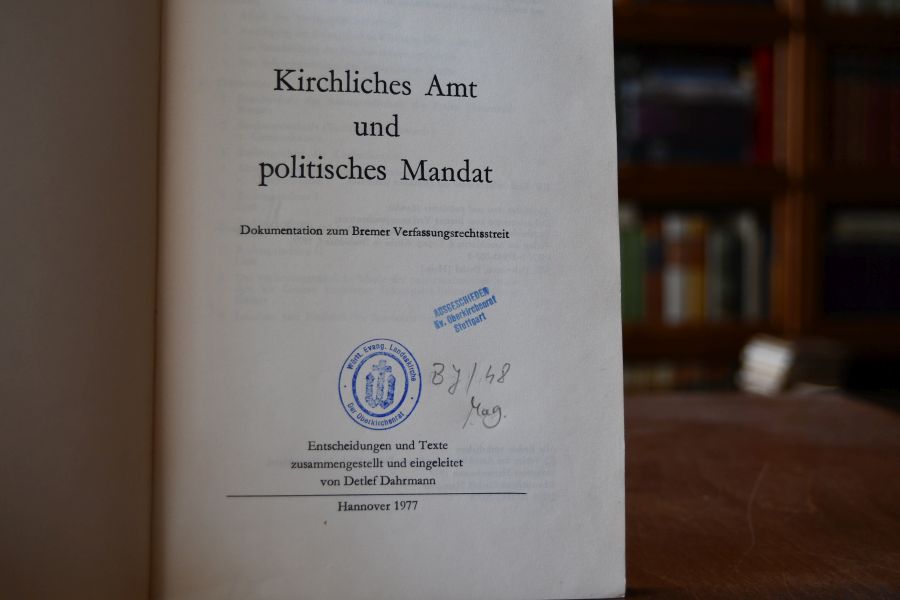 Kirchliches Amt
und
politisches Mandat
Dokumentation zum Bremer Verfassungsrechtsstreit
AUSGESCHIEDEN
Ev. Oberkirchenrat
Stuttgart
Württ. Evang. Landeskirche
Der Oberkirchenrat
BJ/48
Mag.
Entscheidungen und Texte
zusammengestellt und eingeleitet
von Detlef Dahrmann
Hannover 1977